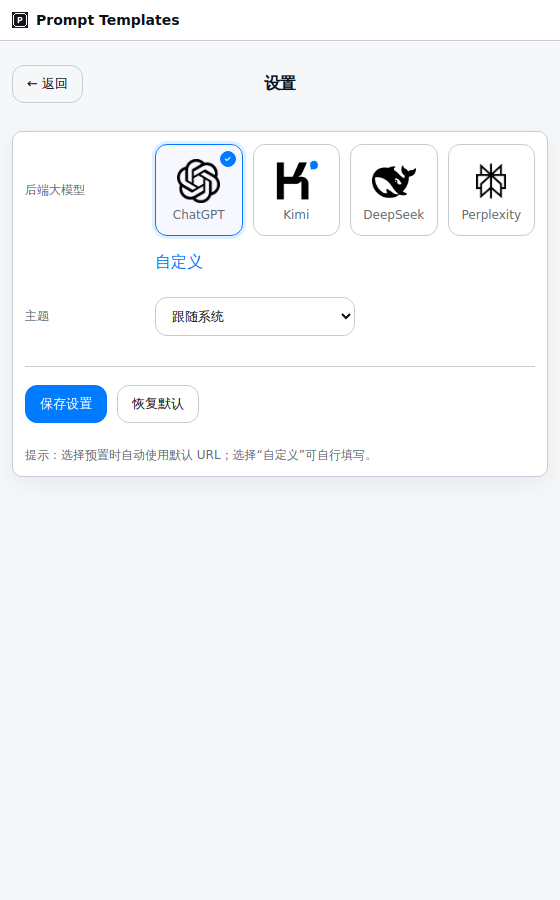 P Prompt Templates
← 返回
设置
后端大模型
ChatGPT
Kimi
DeepSeek
Perplexity
自定义
主题
跟随系统
保存设置
恢复默认
提示：选择预置时自动使用默认 URL；选择“自定义”可自行填写。